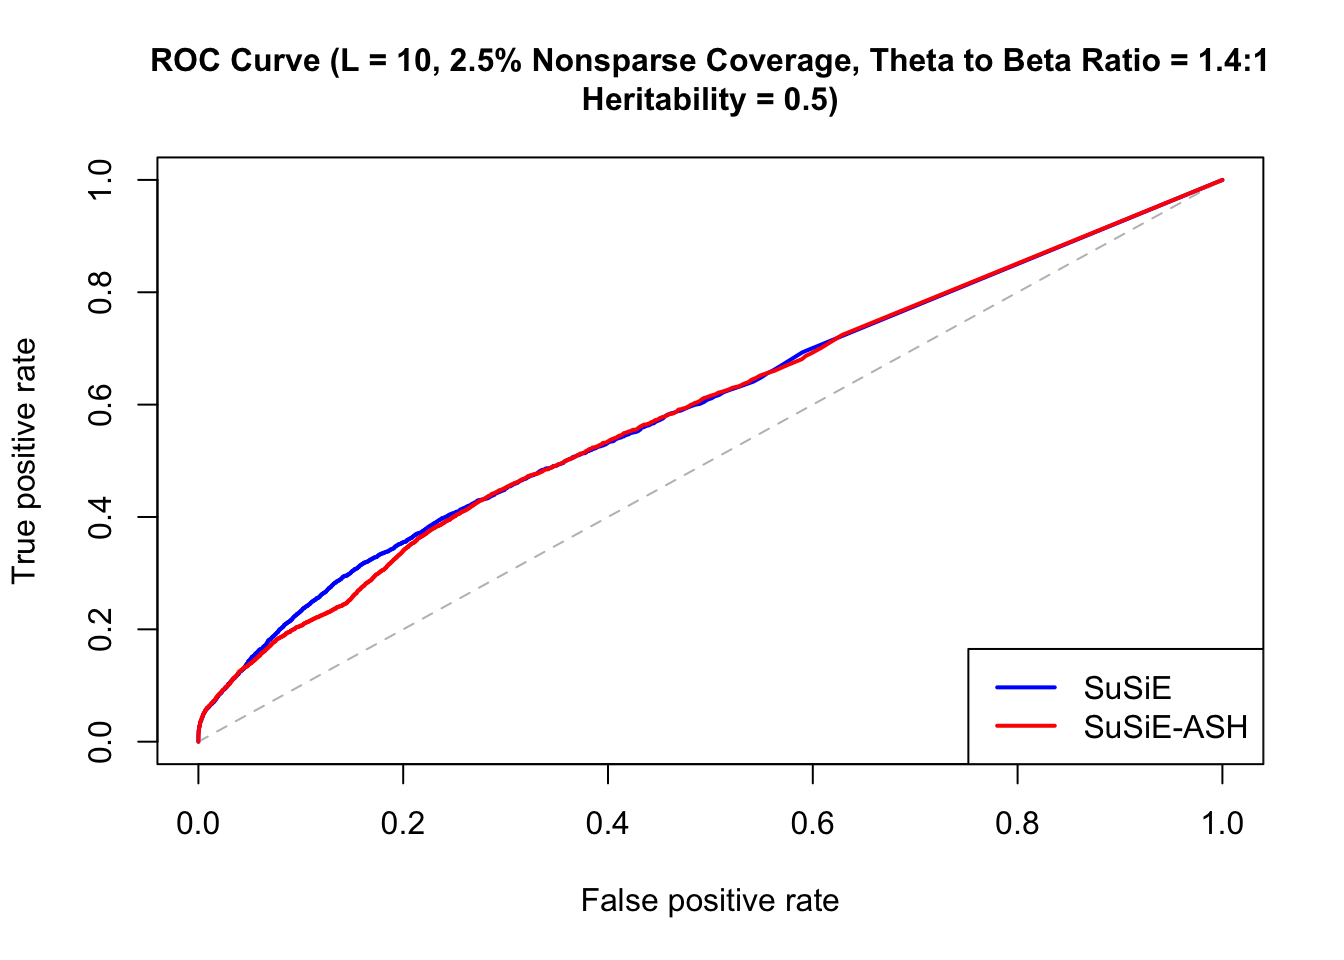 ROC Curve (L = 10, 2.5% Nonsparse Coverage, Theta to Beta Ratio = 1.4:1
Heritability = 0.5)
True positive rate
1.0
0.8
0.6
0.4
0.2
0.0
SuSiE
SuSiE-ASH
0.0 0.2 0.4 0.6 0.8 1.0
False positive rate